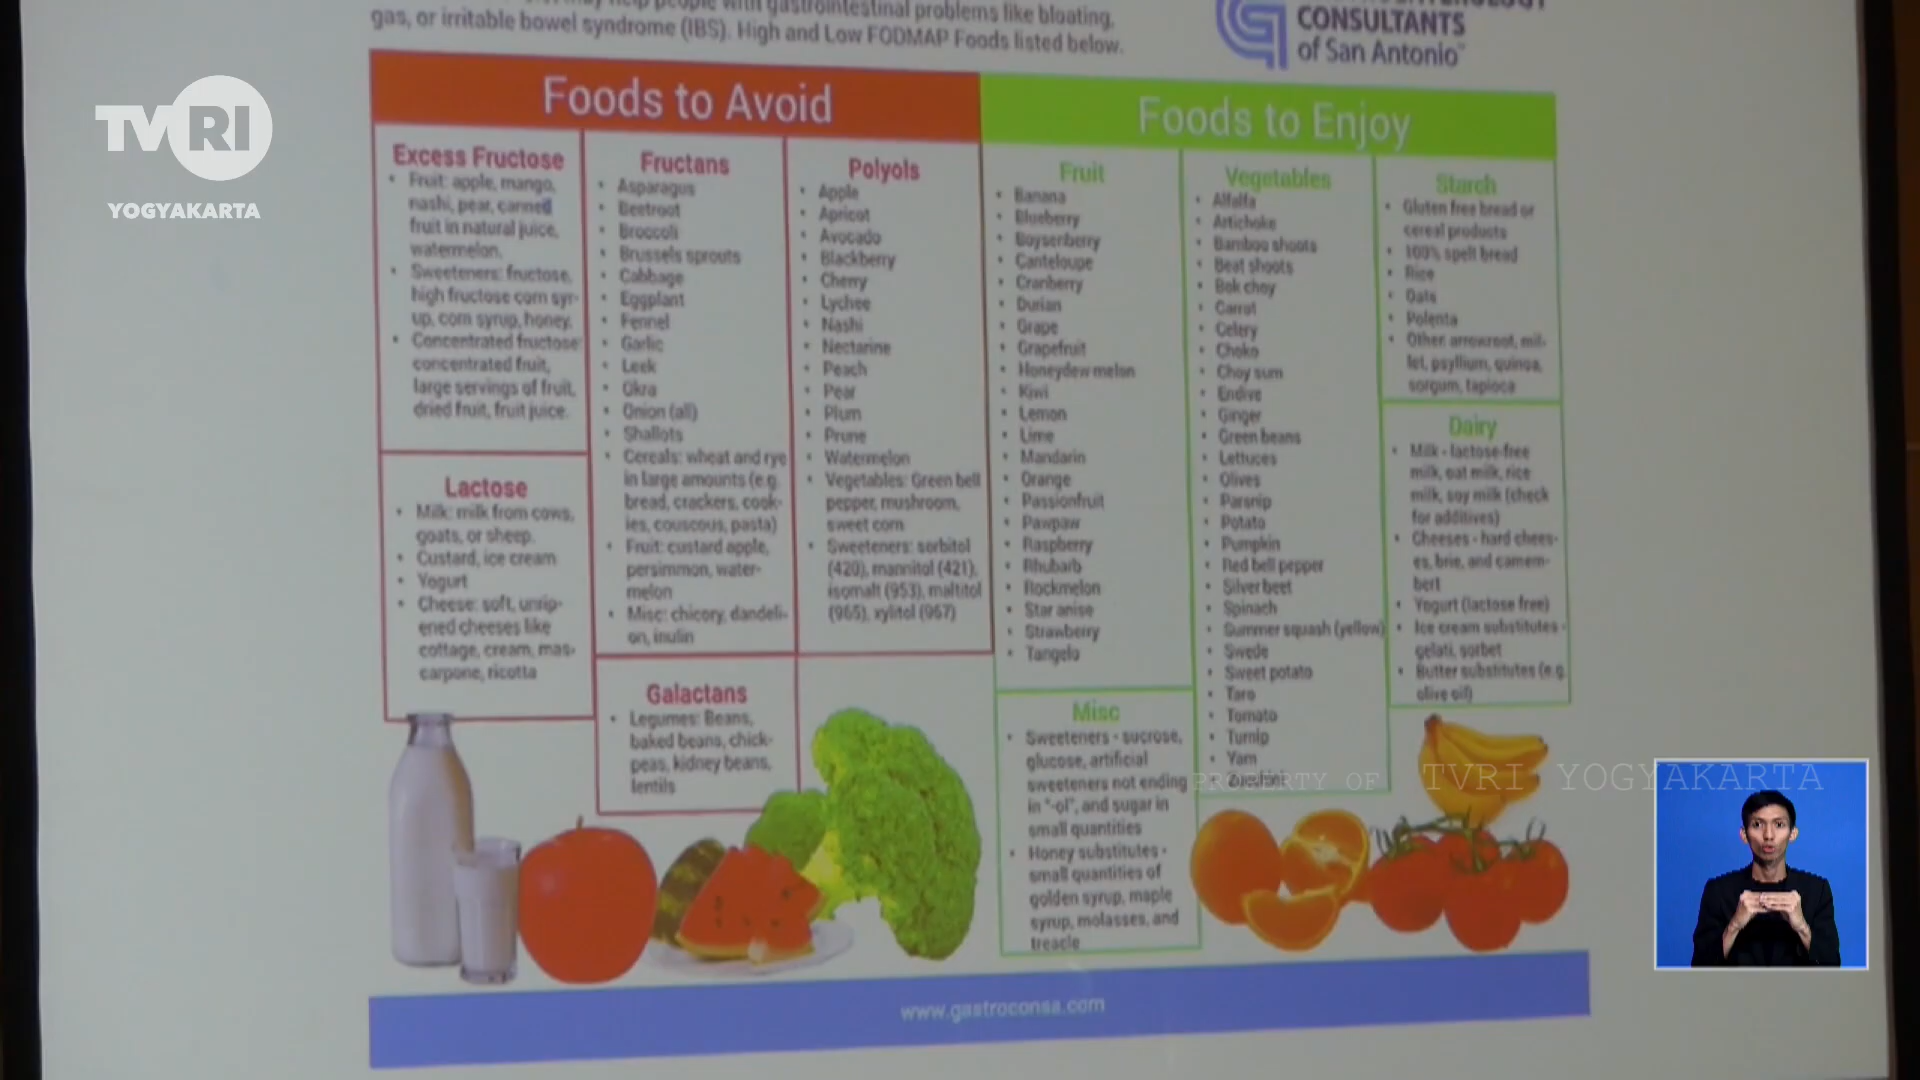 help people with gastrointestinal problems like bloating,
gas, or irritable bowel syndrome (IBS). High and Low FODMAP Foods listed below.
CONSULTANTS
of San Antonio
TVRI
YOGYAKARTA
Foods to Avoid
Excess Fructose
• Fruit: apple, mango,
nashi, pear, canned
fruit in natural juice,
watermelon.
• Sweeteners: fructose,
high fructose corn syr-
up, corn syrup, honey.
• Concentrated fructose:
concentrated fruit,
large servings of fruit,
dried fruit, fruit juice.
Lactose
• Milk: milk from cows,
goats, or sheep.
• Custard, ice cream
• Yogurt
• Cheese: soft, unrip-
ened cheeses like
cottage, cream, mas-
carpone, ricotta
Fructans
• Asparagus
• Beetroot
• Broccoli
• Brussels sprouts
• Cabbage
• Eggplant
• Fennel
• Garlic
• Leek
• Okra
• Onion (all)
• Shallots
• Cereals: wheat and rye
in large amounts (e.g.
bread, crackers, cook-
ies, couscous, pasta)
• Fruit: custard apple,
persimmon, water-
melon
• Misc: chicory, dandeli-
on, inulin
Galactans
• Legumes: Beans,
baked beans, chick-
peas, kidney beans,
lentils
Polyols
• Apple
• Apricot
• Avocado
• Blackberry
• Cherry
• Lychee
• Nashi
• Nectarine
• Peach
• Pear
• Plum
• Prune
• Watermelon
• Vegetables: Green bell
pepper, mushroom,
sweet corn
• Sweeteners: sorbitol
(420), mannitol (421),
isomalt (953), maltitol
(965), xylitol (967)
Foods to Enjoy
Fruit
• Banana
• Blueberry
• Boysenberry
• Canteloupe
• Cranberry
• Durian
• Grape
• Grapefruit
• Honeydew melon
• Kiwi
• Lemon
• Lime
• Mandarin
• Orange
• Passionfruit
• Pawpaw
• Raspberry
• Rhubarb
• Rockmelon
• Star anise
• Strawberry
• Tangelo
Misc
• Sweeteners - sucrose,
glucose, artificial
sweeteners not ending
in "-ol", and sugar in
small quantities
• Honey substitutes -
small quantities of
golden syrup, maple
syrup, molasses, and
treacle
Vegetables
• Alfalfa
• Artichoke
• Bamboo shoots
• Beat shoots
• Bok choy
• Carrot
• Celery
• Choko
• Choy sum
• Endive
• Ginger
• Green beans
• Lettuces
• Olives
• Parsnip
• Potato
• Pumpkin
• Red bell pepper
• Silver beet
• Spinach
• Summer squash (yellow)
• Swede
• Sweet potato
• Taro
• Tomato
• Turnip
• Yam
• Zucchini
Starch
• Gluten free bread or
cereal products
• 100% spelt bread
• Rice
• Oats
• Polenta
• Other: arrowroot, mil-
let, psyllium, quinoa,
sorgum, tapioca
Dairy
• Milk - lactose-free
milk, oat milk, rice
milk, soy milk (check
for additives)
• Cheeses - hard chees-
es, brie, and camem-
bert
• Yogurt (lactose free)
• Ice cream substitutes -
gelati, sorbet
• Butter substitutes (e.g.
olive oil)
PROPERTY OF TVRI YOGYAKARTA
www.gastroconsa.com